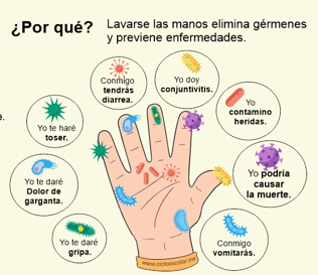 ¿Por qué?
Lavarse las manos elimina gérmenes
y previene enfermedades.
Conmigo
tendrás
diarrea.
Yo doy
conjuntivitis.
Yo
contamino
heridas.
Yo te haré
toser.
Yo podría
causar
la muerte.
Yo te daré
Dolor de
garganta.
Yo te daré
gripa.
Conmigo
vomitarás.
www.cicloescolar.mx
e.